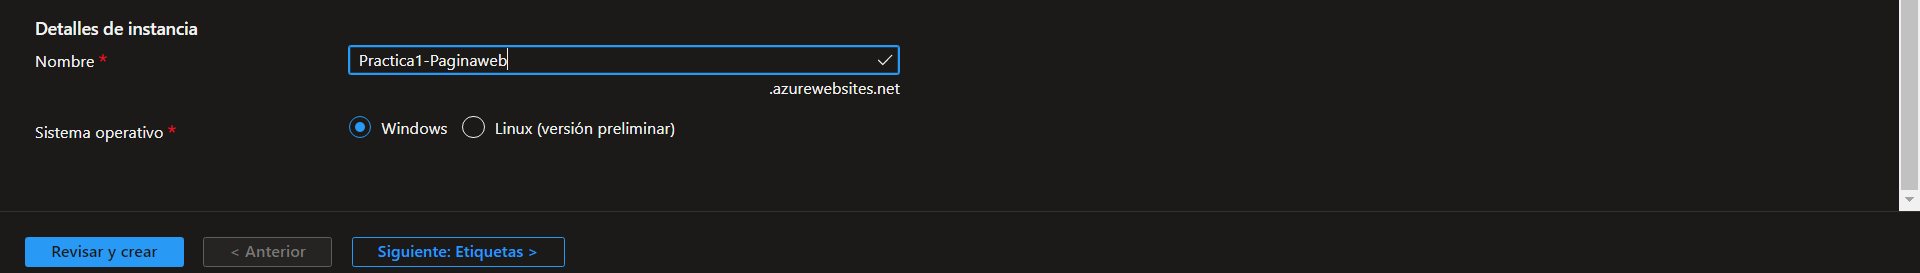 Detalles de instancia
Nombre *
Practica1-Paginaweb
.azurewebsites.net
Sistema operativo *
Windows
Linux (versión preliminar)
Revisar y crear
< Anterior
Siguiente: Etiquetas >